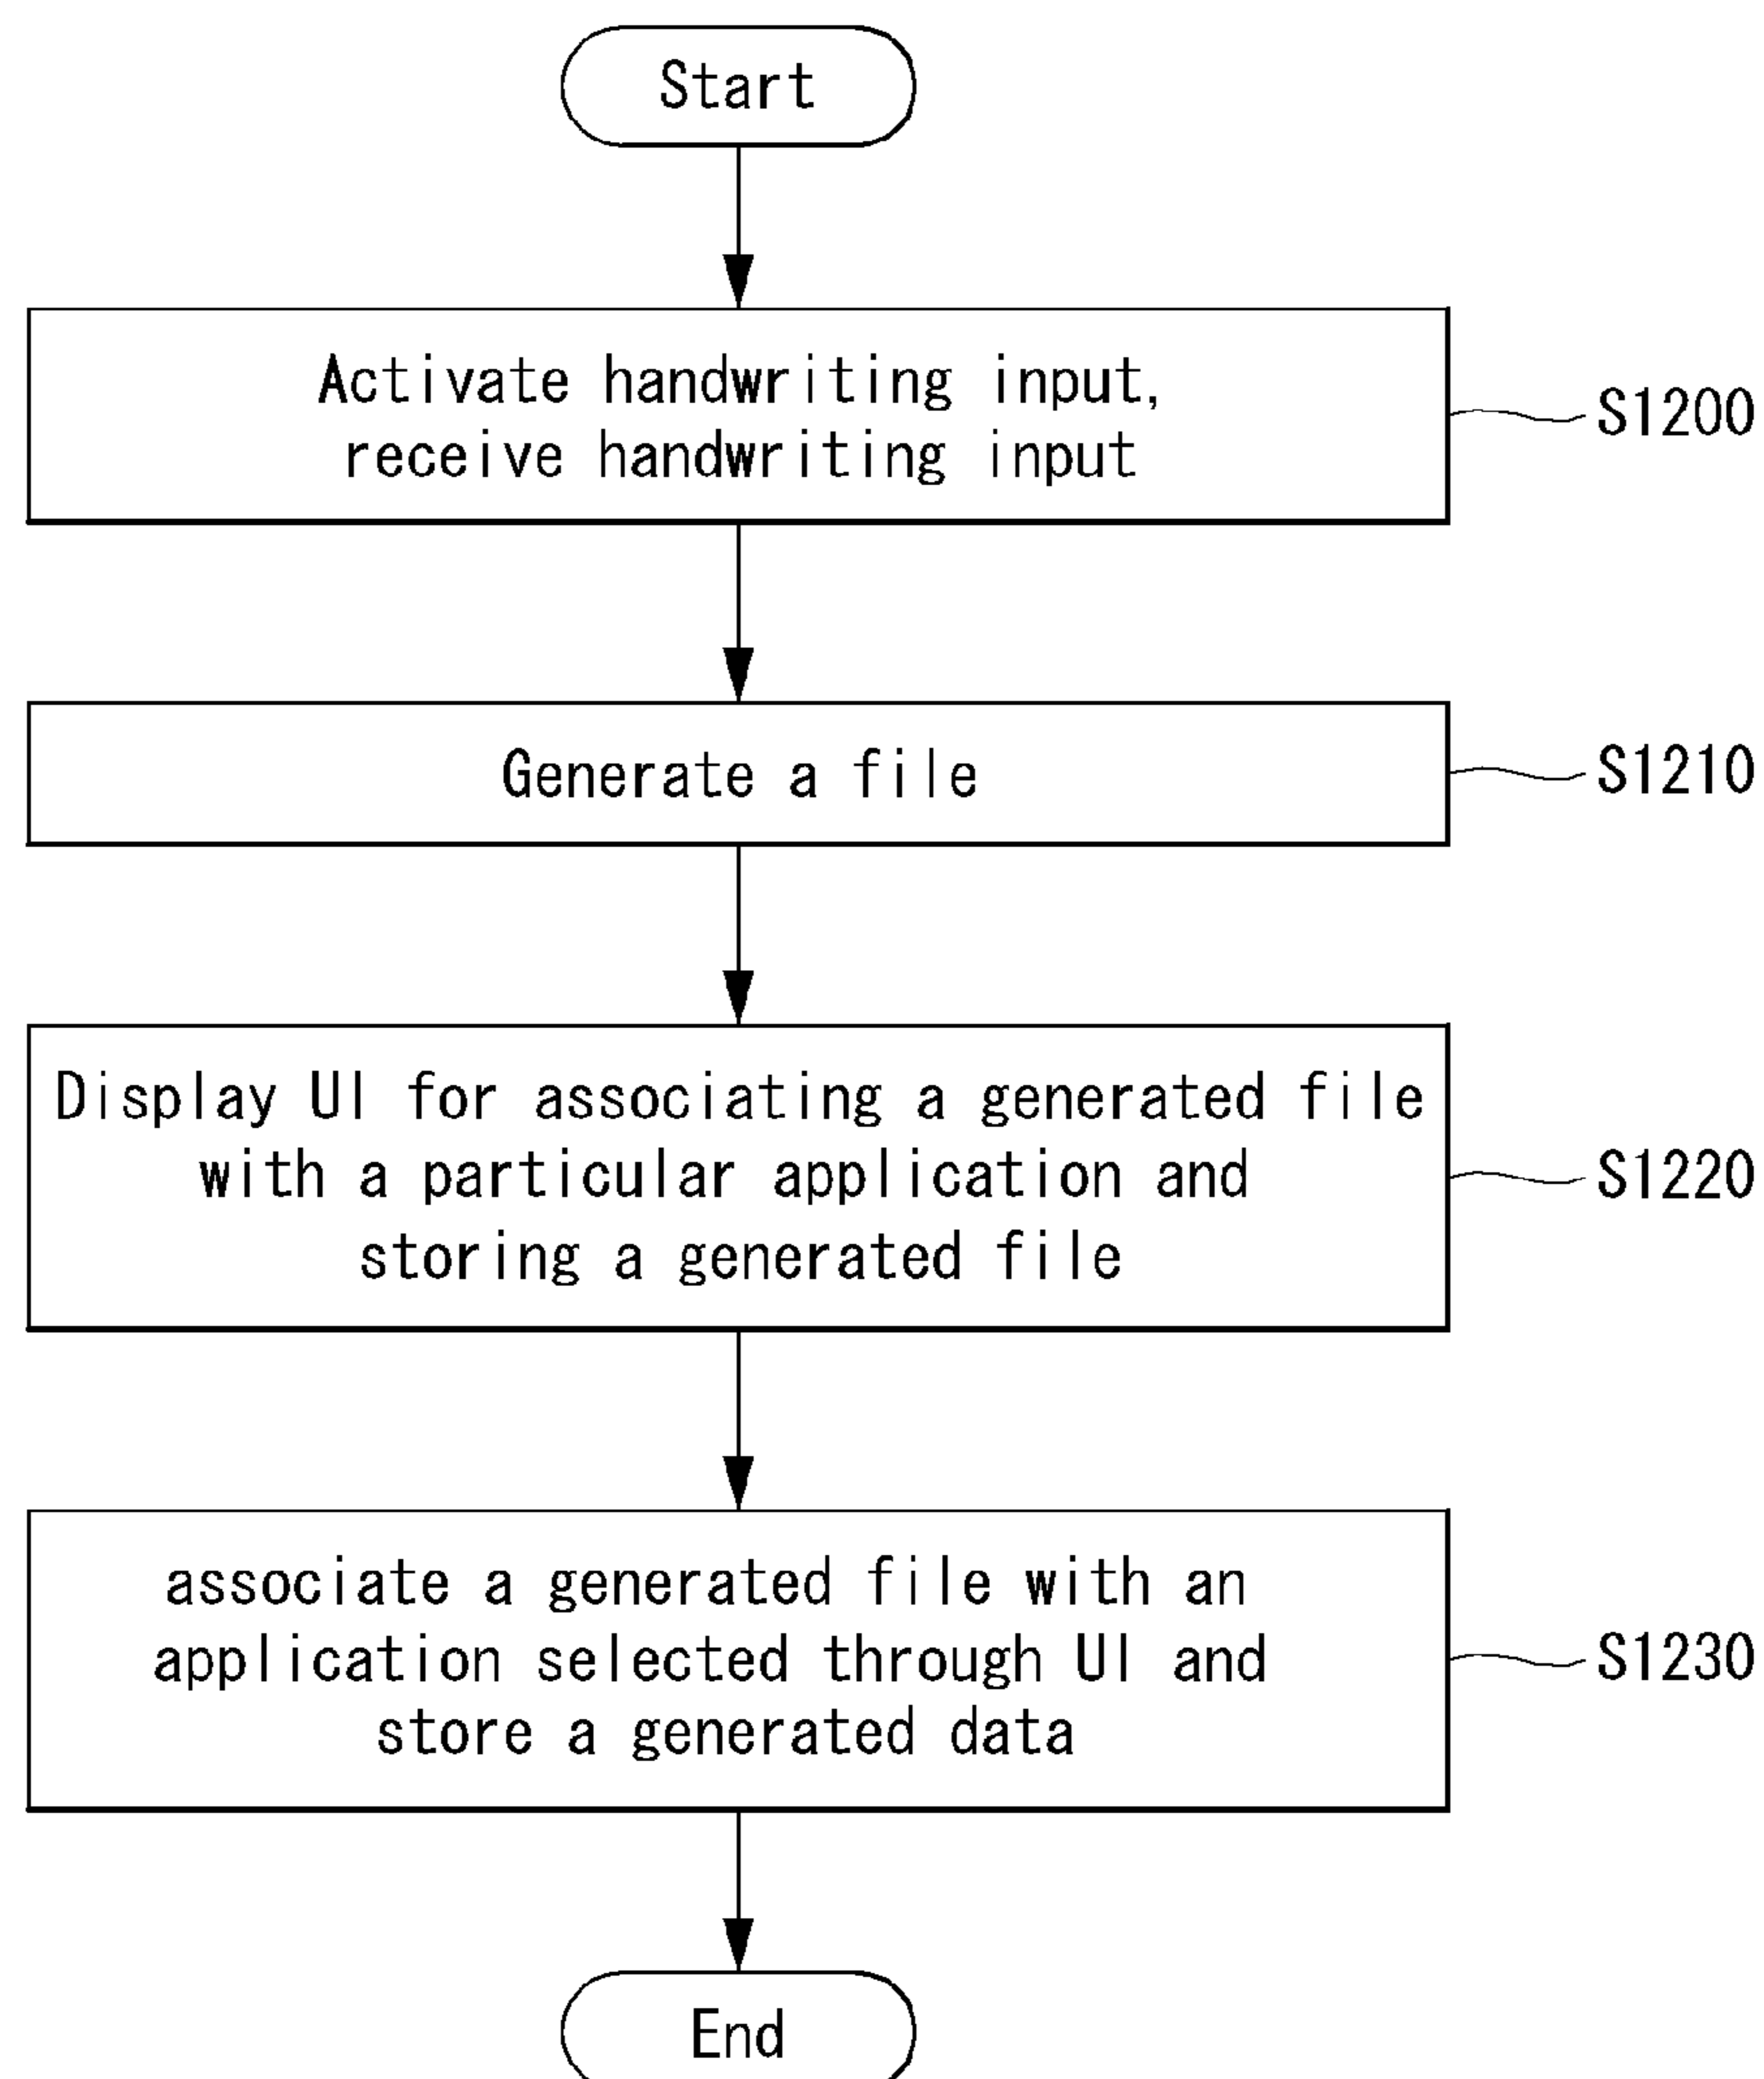 Start
Activate handwriting input,
receive handwriting input
S1200
Generate a file
S1210
Display UI for associating a generated file
with a particular application and
storing a generated file
S1220
associate a generated file with an
application selected through UI and
store a generated data
S1230
End